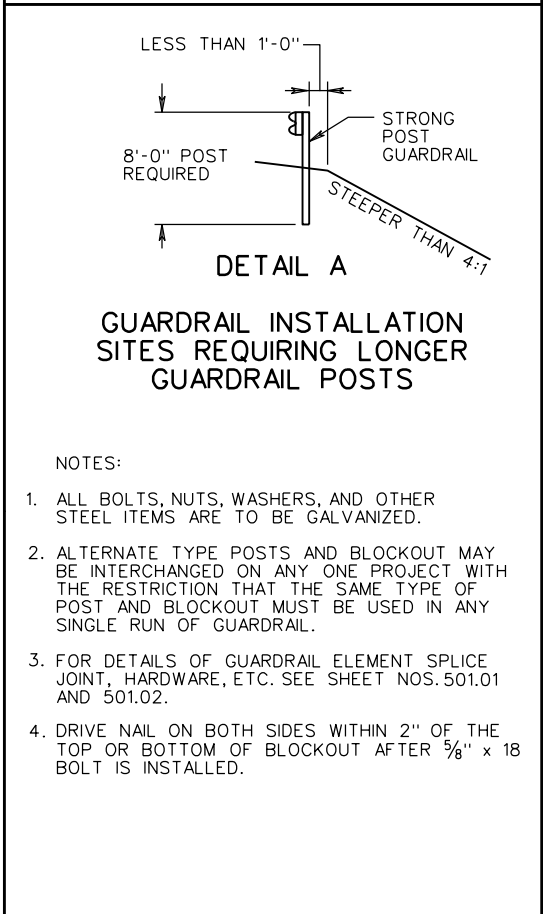 LESS THAN 1'-0"
8'-0" POST
REQUIRED
STRONG
POST
GUARDRAIL
STEEPER THAN 4:1
DETAIL A
GUARDRAIL INSTALLATION
SITES REQUIRING LONGER
GUARDRAIL POSTS
NOTES:
1. ALL BOLTS, NUTS, WASHERS, AND OTHER
STEEL ITEMS ARE TO BE GALVANIZED.
2. ALTERNATE TYPE POSTS AND BLOCKOUT MAY
BE INTERCHANGED ON ANY ONE PROJECT WITH
THE RESTRICTION THAT THE SAME TYPE OF
POST AND BLOCKOUT MUST BE USED IN ANY
SINGLE RUN OF GUARDRAIL.
3. FOR DETAILS OF GUARDRAIL ELEMENT SPLICE
JOINT, HARDWARE, ETC. SEE SHEET NOS. 501.01
AND 501.02.
4. DRIVE NAIL ON BOTH SIDES WITHIN 2" OF THE
TOP OR BOTTOM OF BLOCKOUT AFTER 5/8" x 18
BOLT IS INSTALLED.